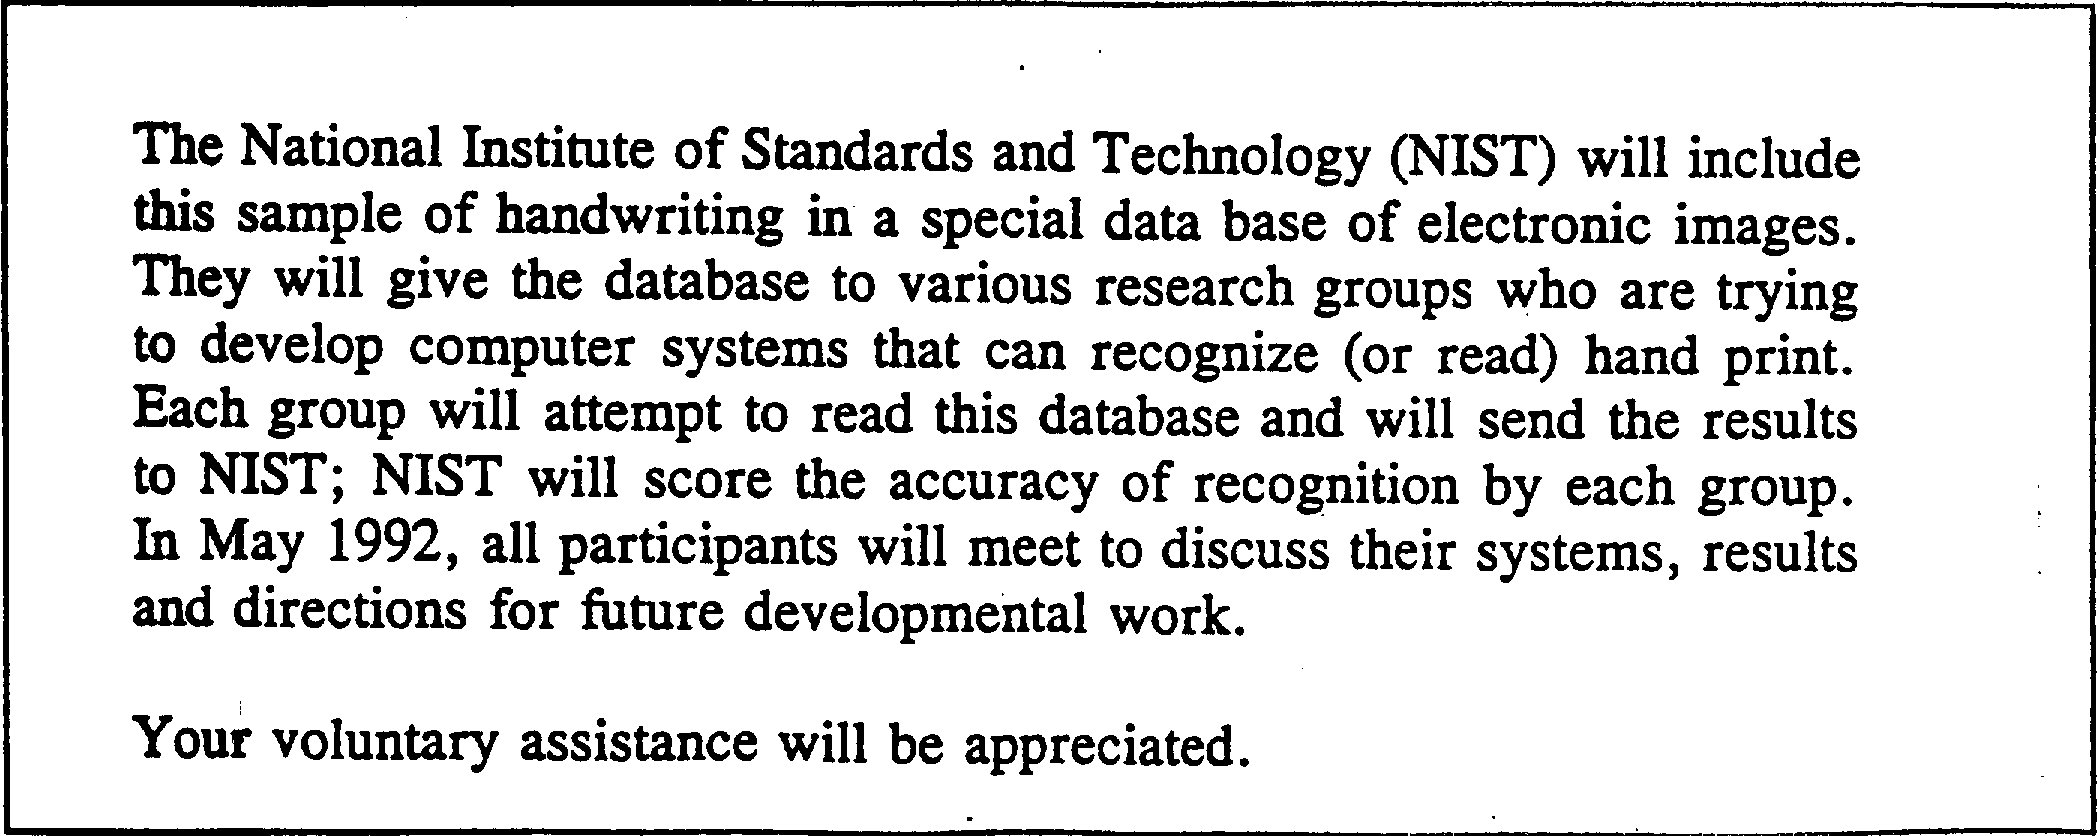 The National Institute of Standards and Technology (NIST) will include
this sample of handwriting in a special data base of electronic images.
They will give the database to various research groups who are trying
to develop computer systems that can recognize (or read) hand print.
Each group will attempt to read this database and will send the results
to NIST; NIST will score the accuracy of recognition by each group.
In May 1992, all participants will meet to discuss their systems, results
and directions for future developmental work.
Your voluntary assistance will be appreciated.